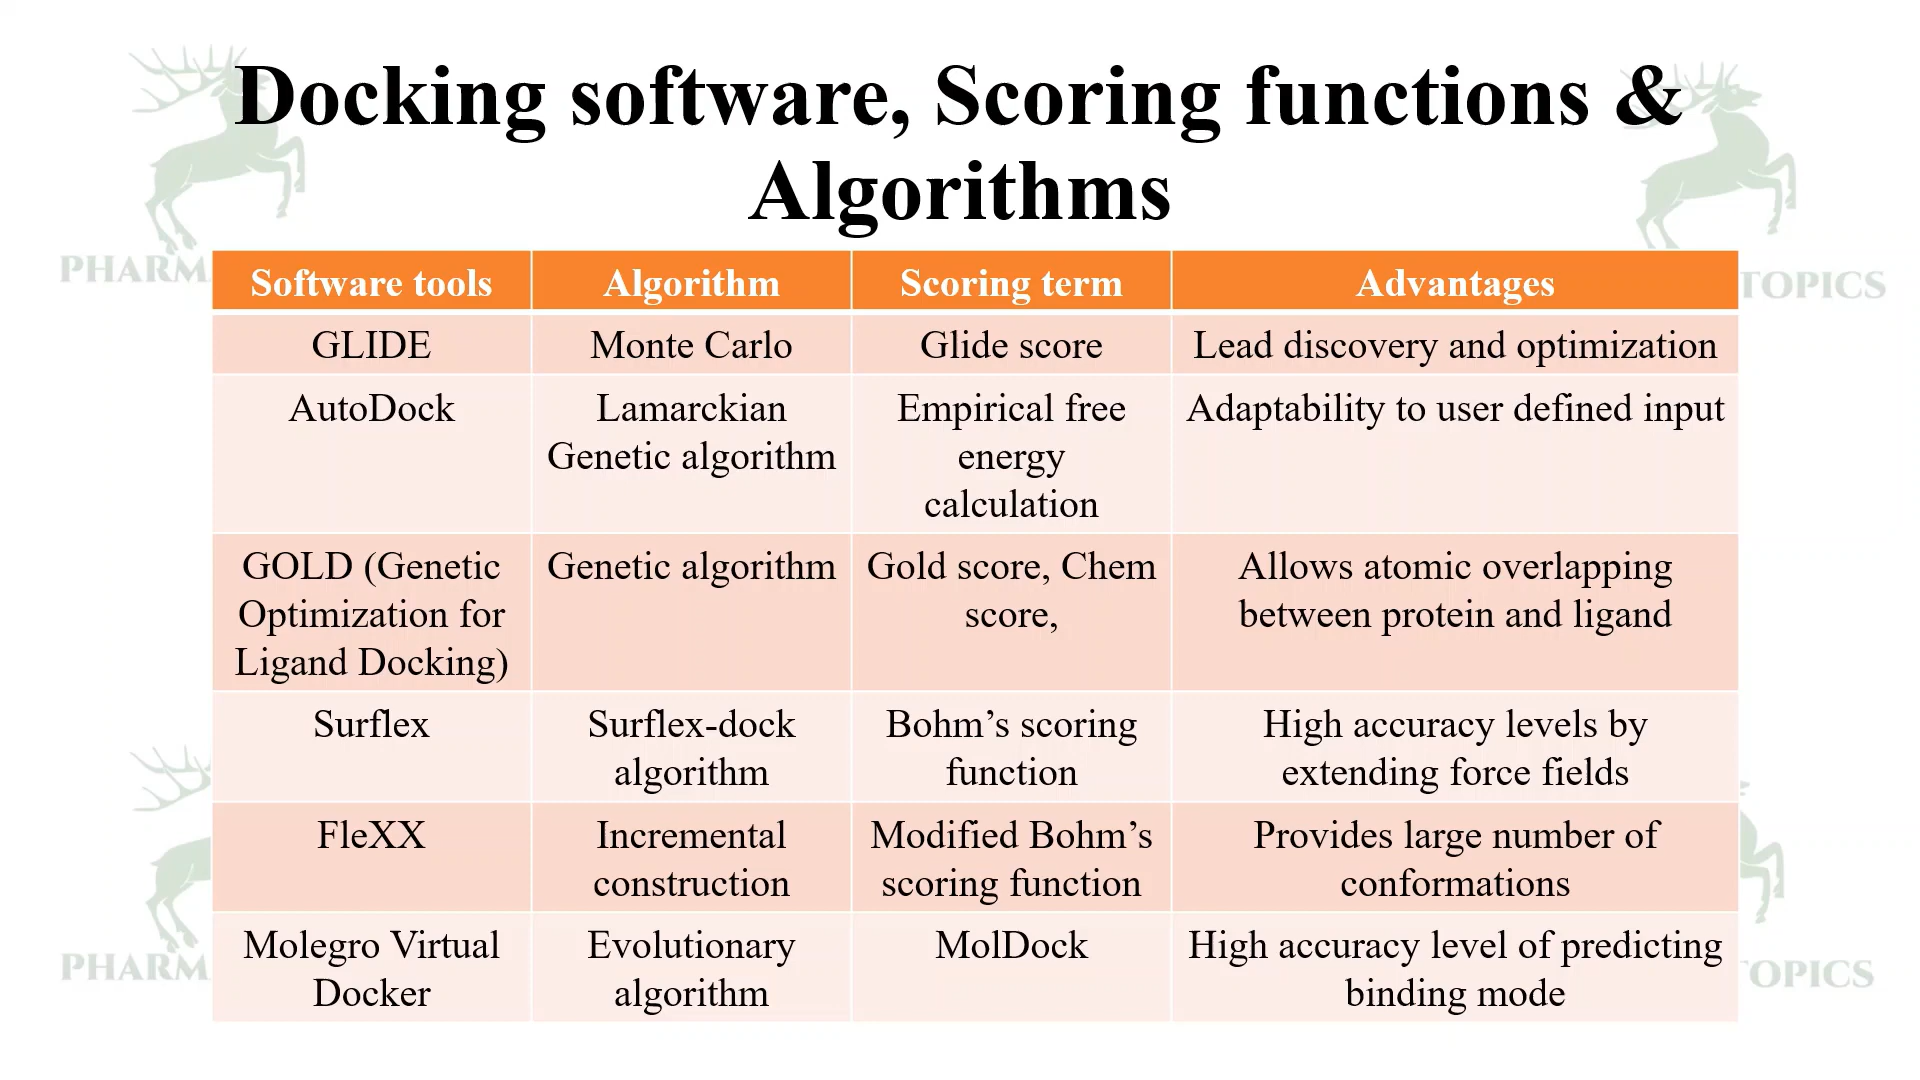 Docking software, Scoring functions &
Algorithms
PHARM
TOPICS
Software tools
Algorithm
Scoring term
Advantages
GLIDE
Monte Carlo
Glide score
Lead discovery and optimization
AutoDock
Lamarckian
Genetic algorithm
Empirical free
energy
calculation
Adaptability to user defined input
GOLD (Genetic
Optimization for
Ligand Docking)
Genetic algorithm
Gold score, Chem
score,
Allows atomic overlapping
between protein and ligand
Surflex
Surflex-dock
algorithm
Bohm’s scoring
function
High accuracy levels by
extending force fields
FleXX
Incremental
construction
Modified Bohm’s
scoring function
Provides large number of
conformations
Molegro Virtual
Docker
Evolutionary
algorithm
MolDock
High accuracy level of predicting
binding mode
PHARM
TOPICS